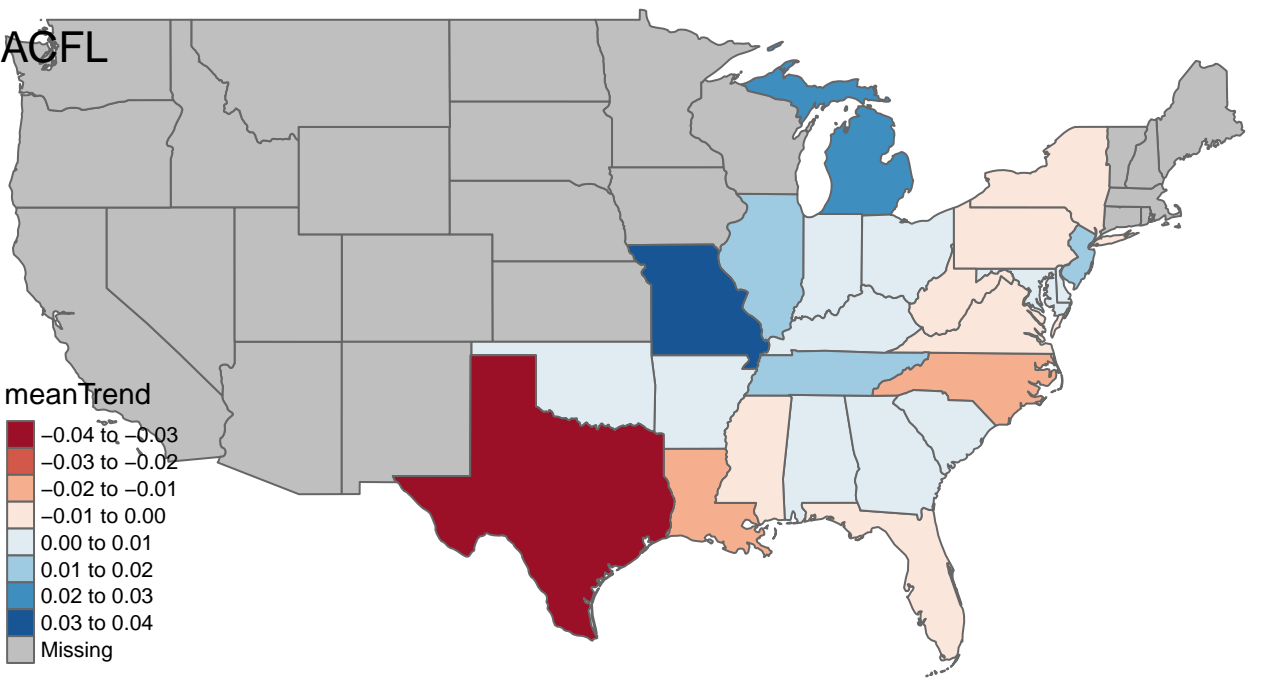 ACFL
meanTrend
−0.04 to −0.03
−0.03 to −0.02
−0.02 to −0.01
−0.01 to 0.00
0.00 to 0.01
0.01 to 0.02
0.02 to 0.03
0.03 to 0.04
Missing